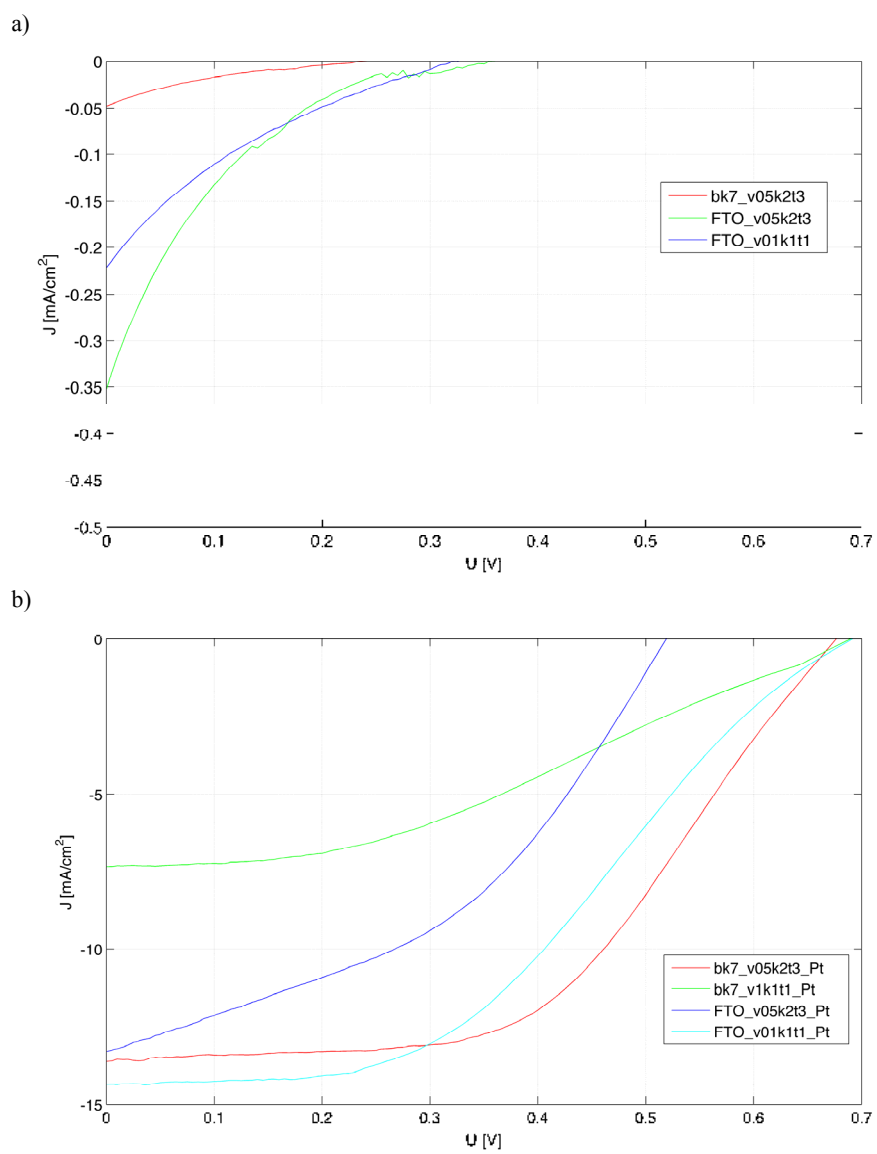 a)
0
-0.05
-0.1
-0.15
-0.2
-0.25
-0.3
-0.35
-0.4
-0.45
-0.5
J [mA/cm²]
bk7_v05k2t3
FTO_v05k2t3
FTO_v01k1t1
0 0.1 0.2 0.3 0.4 0.5 0.6 0.7
U [V]
b)
0
-5
-10
-15
J [mA/cm²]
bk7_v05k2t3_Pt
bk7_v1k1t1_Pt
FTO_v05k2t3_Pt
FTO_v01k1t1_Pt
0 0.1 0.2 0.3 0.4 0.5 0.6 0.7
U [V]